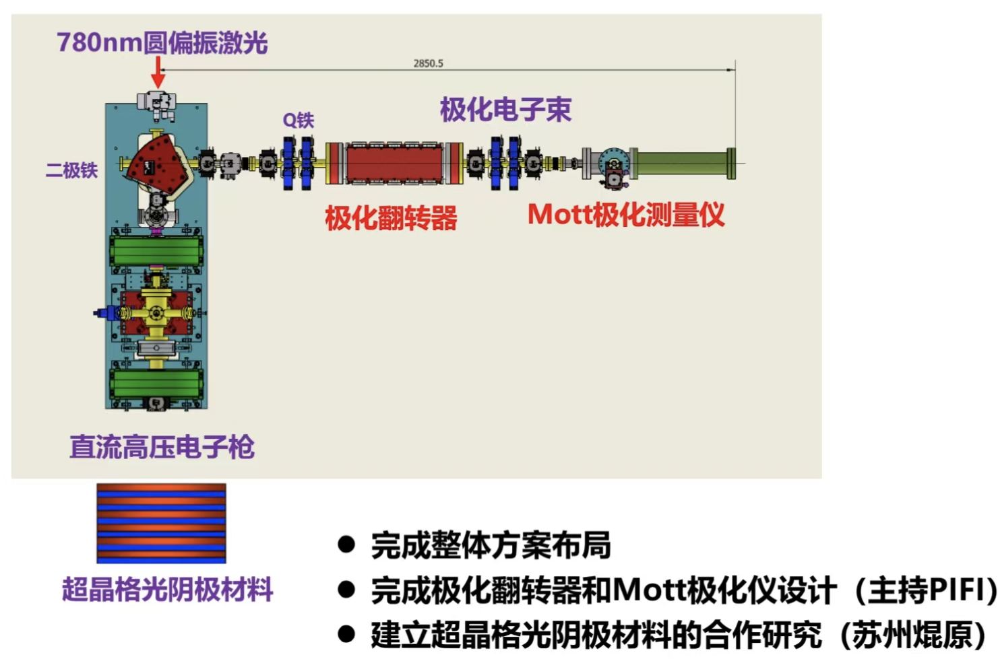 780nm圆偏振激光
2850.5
极化电子束
Q铁
二极铁
极化翻转器
Mott极化测量仪
直流高压电子枪
超晶格光阴极材料
● 完成整体方案布局
● 完成极化翻转器和Mott极化仪设计（主持PIFI）
● 建立超晶格光阴极材料的合作研究（苏州焜原）